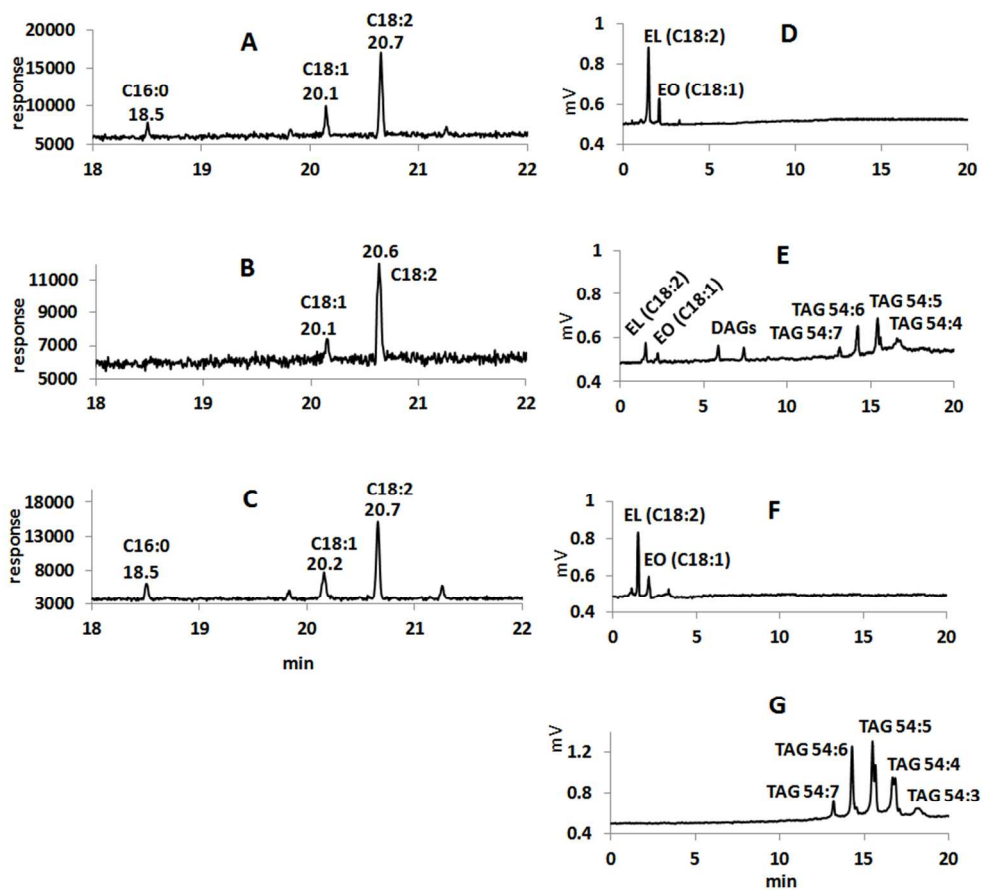 A
response
20000
15000
10000
5000
C16:0
18.5
C18:1
20.1
C18:2
20.7
18 19 20 21 22
D
mV
1
0.8
0.6
0.4
EL (C18:2)
EO (C18:1)
0 5 10 15 20
B
11000
9000
7000
5000
C18:1
20.1
20.6
C18:2
18 19 20 21 22
E
mV
1
0.8
0.6
0.4
EL (C18:2)
EO (C18:1)
DAGs
TAG 54:7
TAG 54:6
TAG 54:5
TAG 54:4
0 5 10 15 20
C
response
18000
13000
8000
3000
C16:0
18.5
C18:1
20.2
C18:2
20.7
18 19 20 21 22
min
F
mV
1
0.8
0.6
0.4
EL (C18:2)
EO (C18:1)
0 5 10 15 20
G
mV
1.2
0.8
0.4
TAG 54:7
TAG 54:6
TAG 54:5
TAG 54:4
TAG 54:3
0 5 10 15 20
min